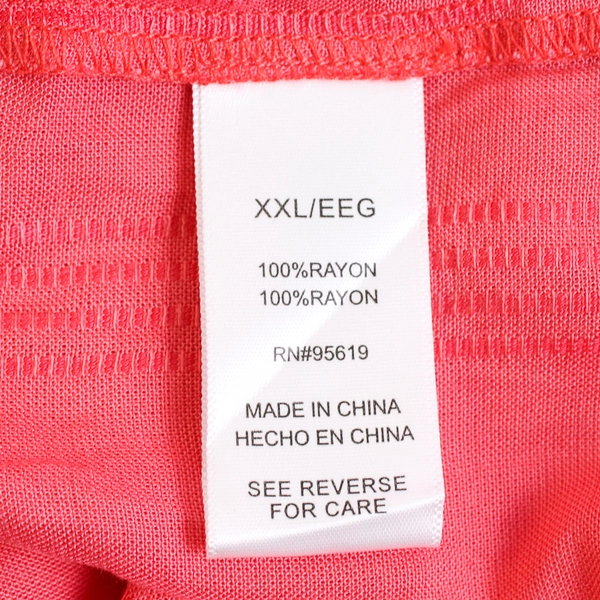 XXL/EEG
100%RAYON
100%RAYON
RN#95619
MADE IN CHINA
HECHO EN CHINA
SEE REVERSE
FOR CARE